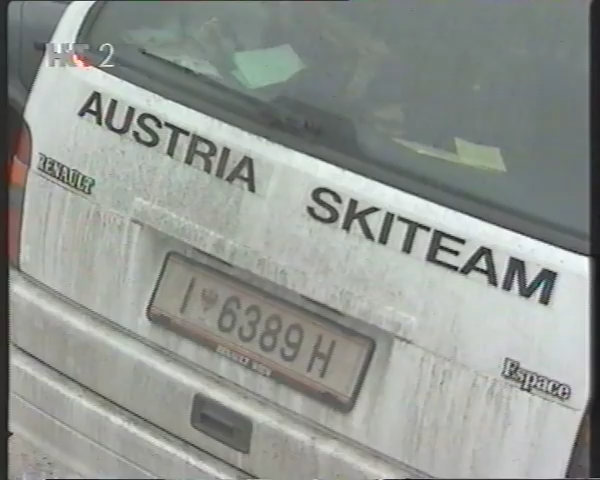 HRT 2
AUSTRIA SKITEAM
RENAULT
I 6389 H
Espace